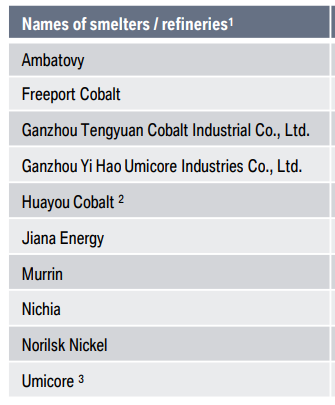 Names of smelters / refineries1
Ambatovy
Freeport Cobalt
Ganzhou Tengyuan Cobalt Industrial Co., Ltd.
Ganzhou Yi Hao Umicore Industries Co., Ltd.
Huayou Cobalt 2
Jiana Energy
Murrin
Nichia
Norilsk Nickel
Umicore 3